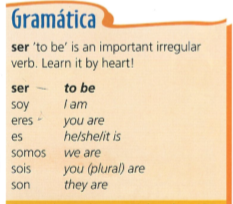 Gramática
ser 'to be' is an important irregular
verb. Learn it by heart!
ser to be
soy I am
eres you are
es he/she/it is
somos we are
sois you (plural) are
son they are